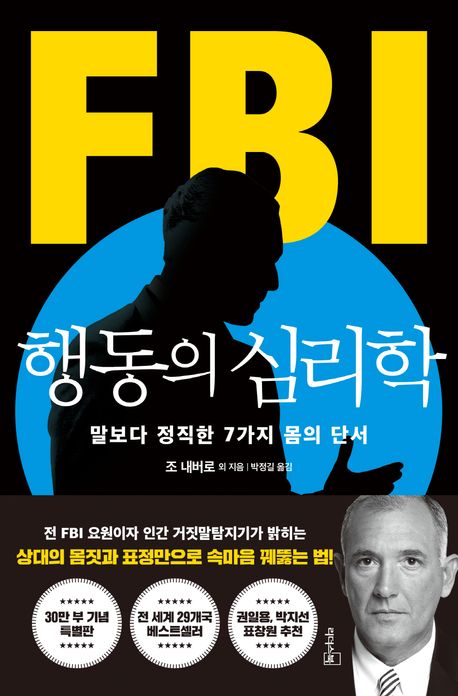 FBI
행동의 심리학
말보다 정직한 7가지 몸의 단서
조 내버로 외 지음 | 박정길 옮김
전 FBI 요원이자 인간 거짓말탐지기가 밝히는
상대의 몸짓과 표정만으로 속마음 꿰뚫는 법!
★★★★★
30만 부 기념
특별판
★★★★★
★★★★★
전 세계 29개국
베스트셀러
★★★★★
★★★★★
권일용, 박지선
표창원 추천
★★★★★
리더스북